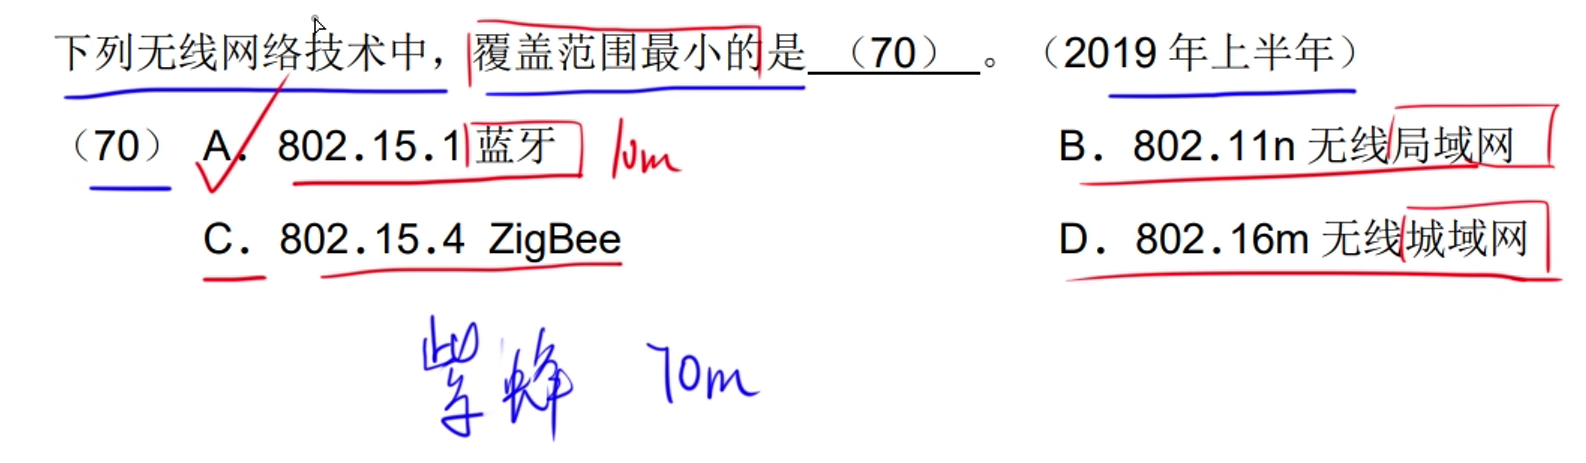 下列无线网络技术中，覆盖范围最小的是 （70） 。（2019 年上半年）
（70） A. 802.15.1 蓝牙 10m B. 802.11n 无线局域网
C. 802.15.4 ZigBee D. 802.16m 无线城域网
紫蜂 70m